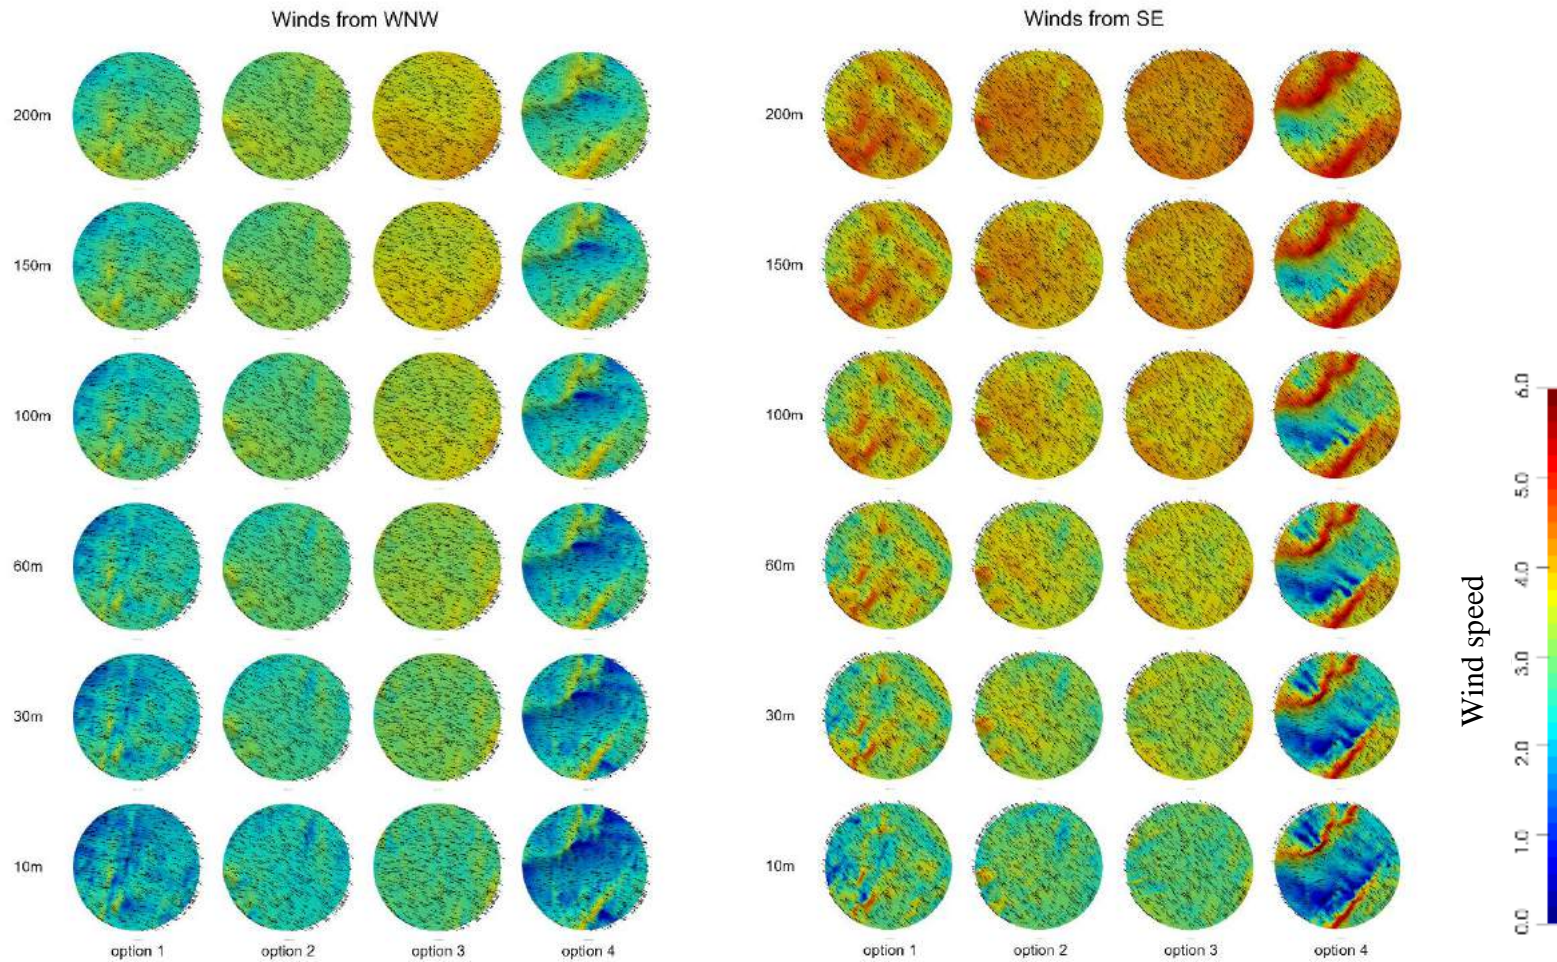 Winds from WNW
Winds from SE
200m
200m
150m
150m
100m
100m
60m
60m
30m
30m
10m
10m
option 1 option 2 option 3 option 4
option 1 option 2 option 3 option 4
Wind speed
6.0
5.0
4.0
3.0
2.0
1.0
0.0